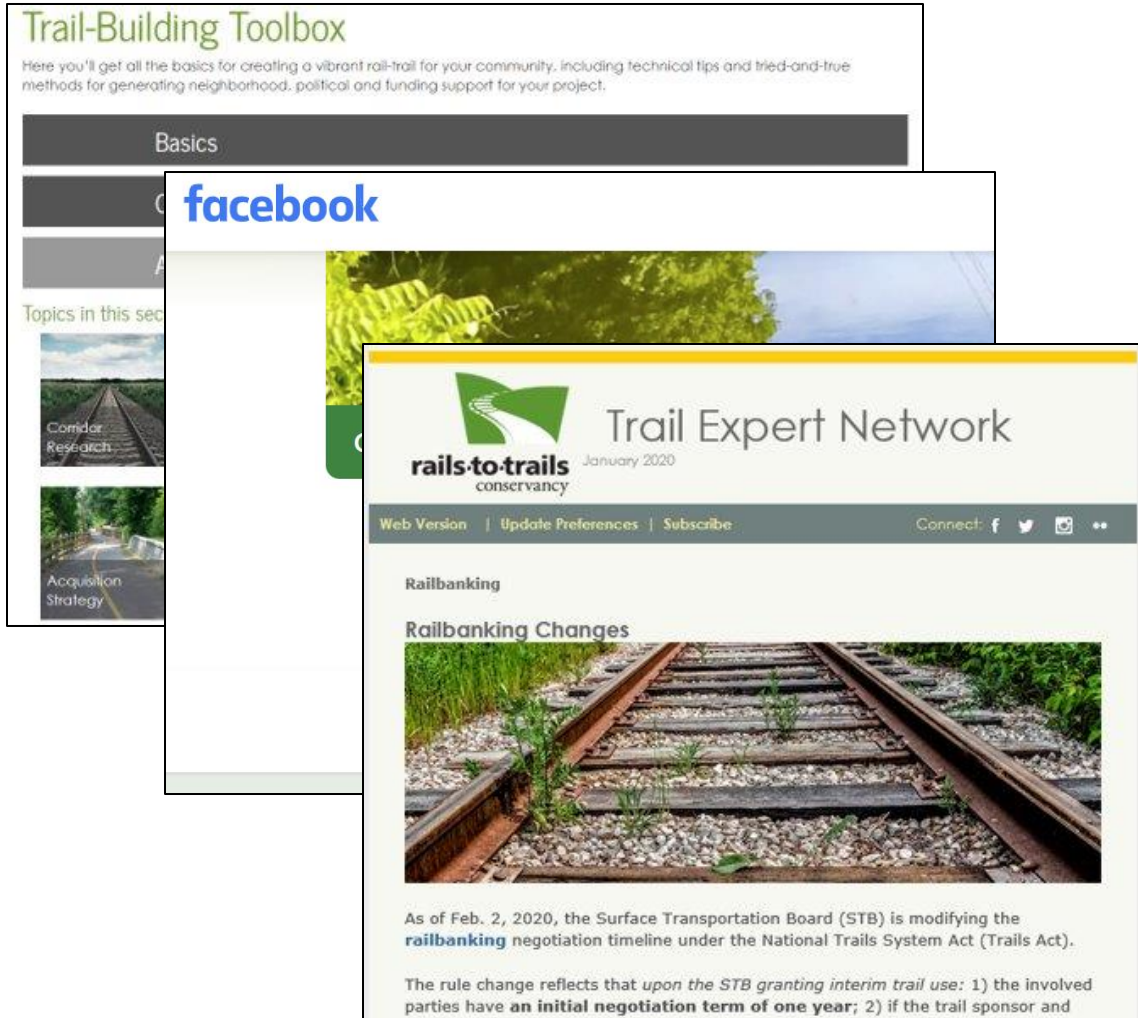 Trail-Building Toolbox
Here you'll get all the basics for creating a vibrant rail-trail for your community, including technical tips and tried-and-true
methods for generating neighborhood, political and funding support for your project.
Basics
facebook
Topics in this sec
Corridor
Research
Acquisition
Strategy
rails-to-trails
conservancy
Trail Expert Network
January 2020
Web Version | Update Preferences | Subscribe
Connect:
Railbanking
Railbanking Changes
As of Feb. 2, 2020, the Surface Transportation Board (STB) is modifying the
railbanking negotiation timeline under the National Trails System Act (Trails Act).
The rule change reflects that upon the STB granting interim trail use: 1) the involved
parties have an initial negotiation term of one year; 2) if the trail sponsor and